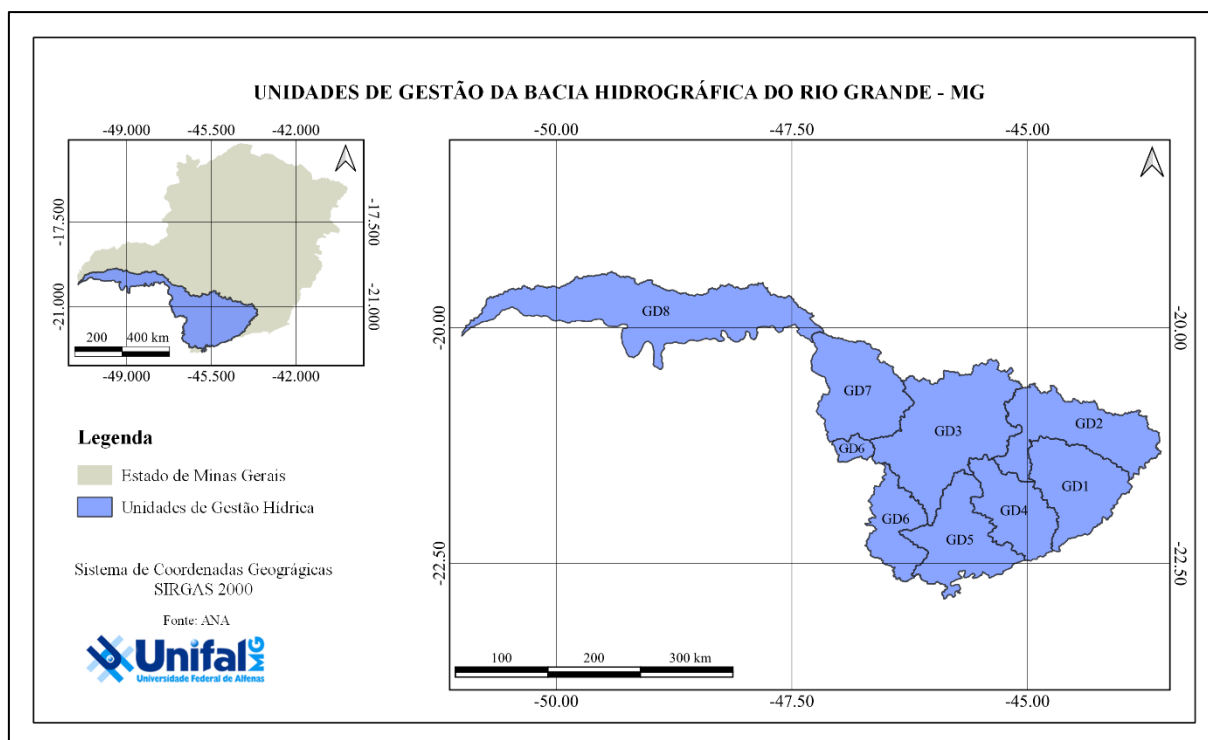 UNIDADES DE GESTÃO DA BACIA HIDROGRÁFICA DO RIO GRANDE - MG
-49.000 -45.500 -42.000
-17.500 -17.500
-21.000 -21.000
200 400 km
-49.000 -45.500 -42.000
Legenda
Estado de Minas Gerais
Unidades de Gestão Hídrica
Sistema de Coordenadas Geográgicas
SIRGAS 2000
Fonte: ANA
Unifal MG
Universidade Federal de Alfenas
-50.00 -47.50 -45.00
-20.00 -20.00
GD8
GD7
GD3
GD2
GD6
GD1
GD6
GD4
GD5
-22.50 -22.50
100 200 300 km
-50.00 -47.50 -45.00